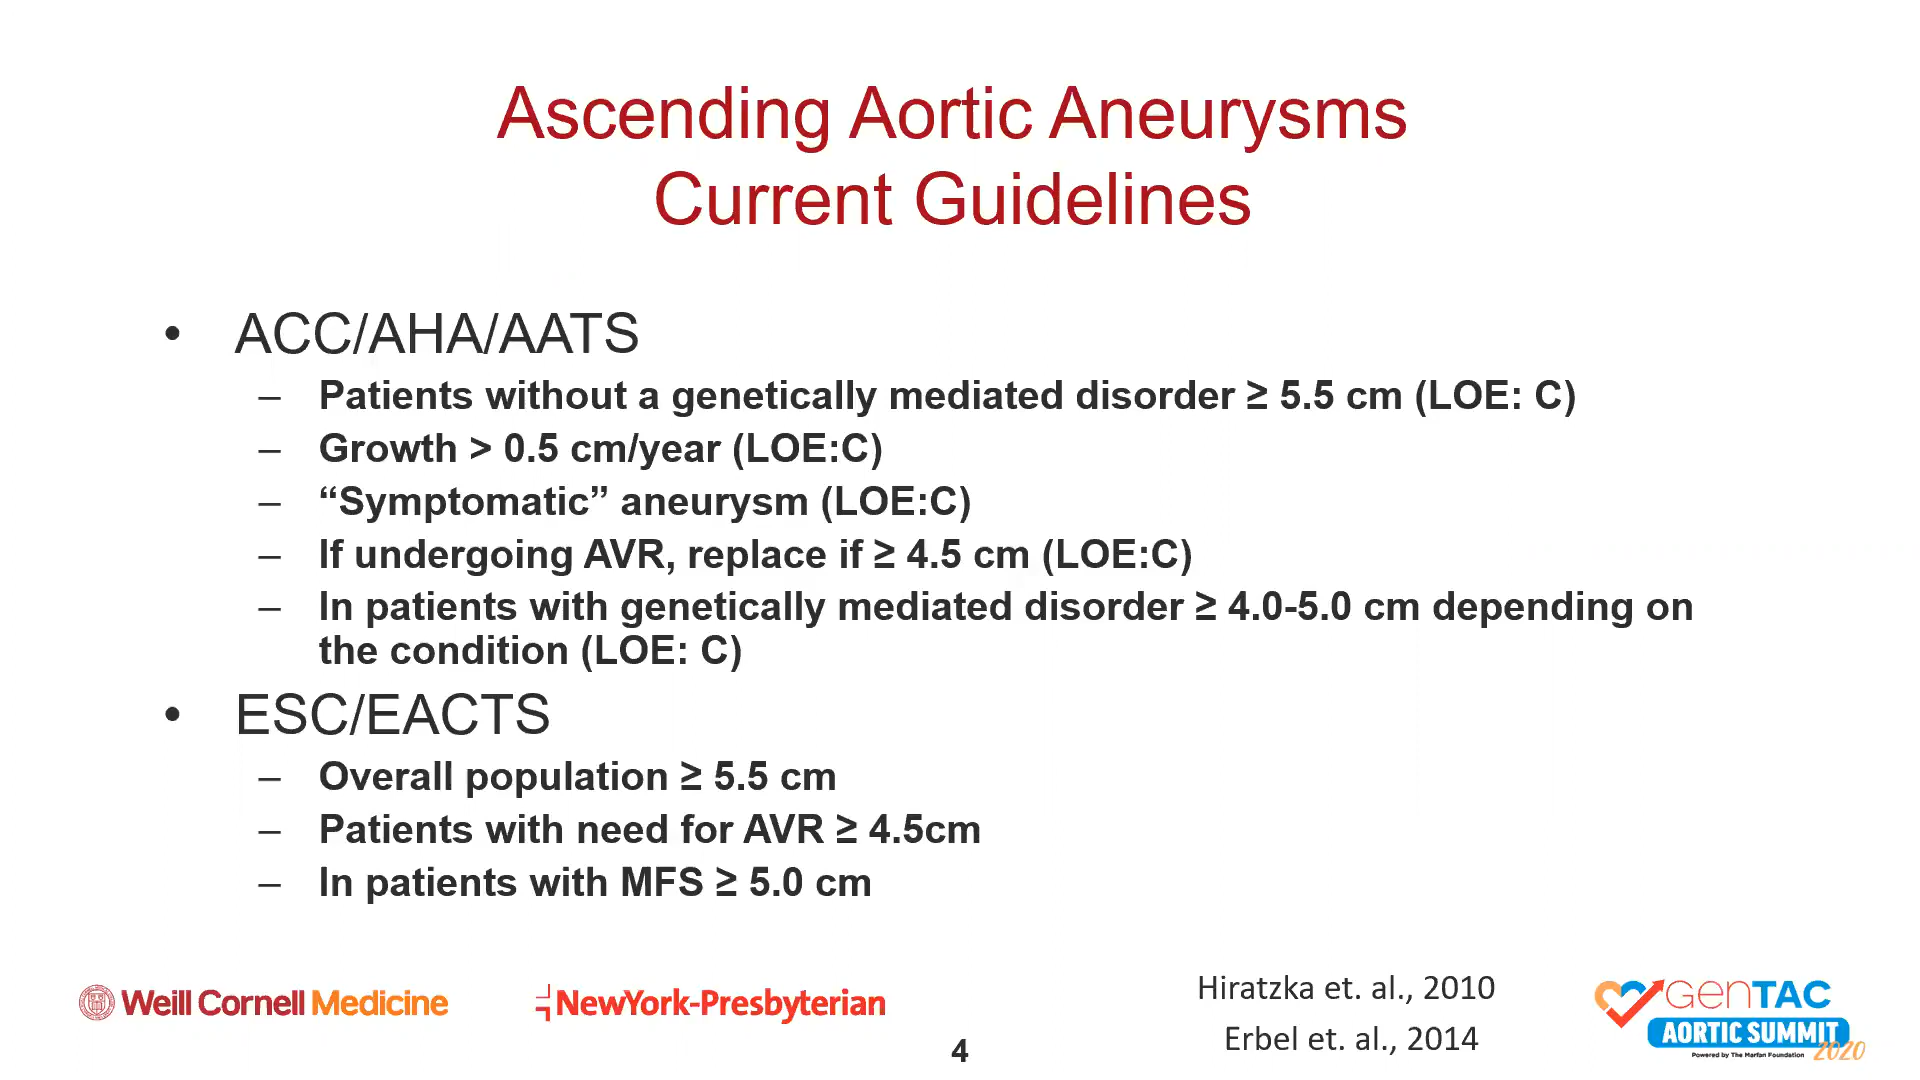 Ascending Aortic Aneurysms
Current Guidelines
• ACC/AHA/AATS
– Patients without a genetically mediated disorder ≥ 5.5 cm (LOE: C)
– Growth > 0.5 cm/year (LOE:C)
– “Symptomatic” aneurysm (LOE:C)
– If undergoing AVR, replace if ≥ 4.5 cm (LOE:C)
– In patients with genetically mediated disorder ≥ 4.0-5.0 cm depending on
the condition (LOE: C)
• ESC/EACTS
– Overall population ≥ 5.5 cm
– Patients with need for AVR ≥ 4.5cm
– In patients with MFS ≥ 5.0 cm
Weill Cornell Medicine
NewYork-Presbyterian
4
Hiratzka et. al., 2010
Erbel et. al., 2014
GenTAC
AORTIC SUMMIT
Powered by The Marfan Foundation
2020